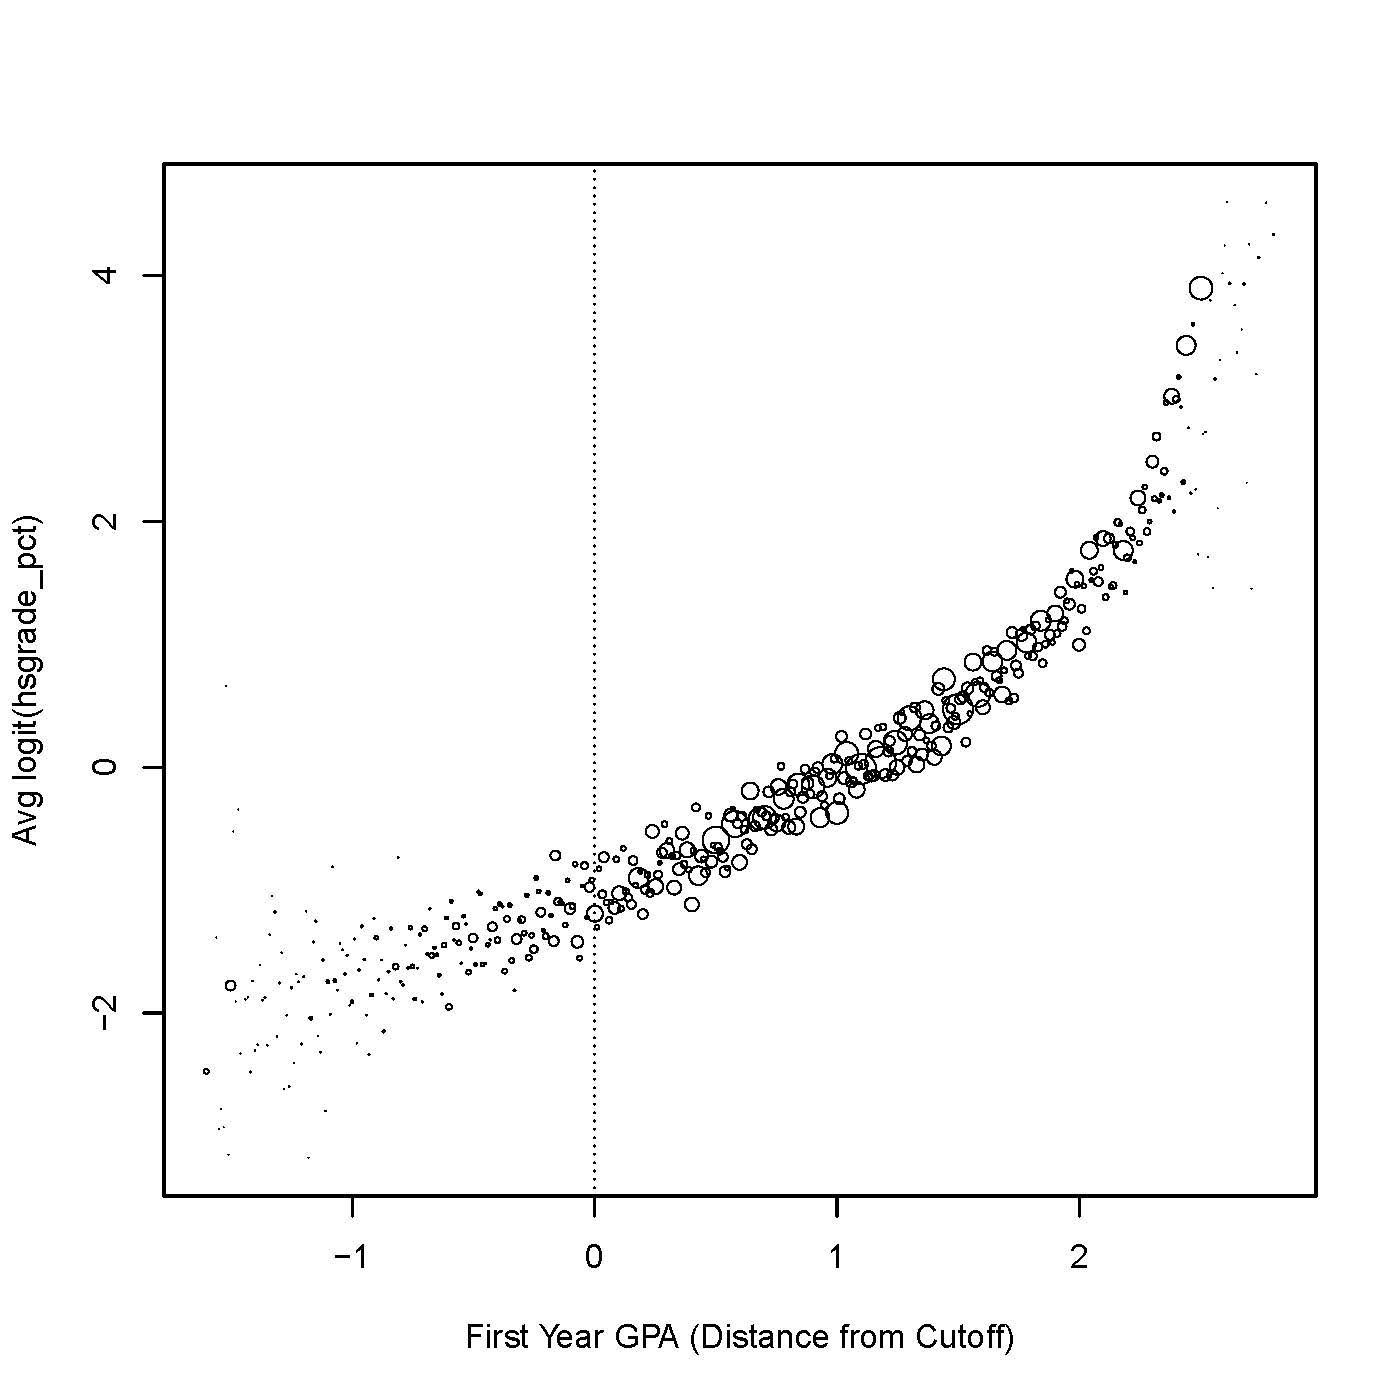 4
2
0
−2
Avg logit(hsgrade_pct)
−1 0 1 2
First Year GPA (Distance from Cutoff)